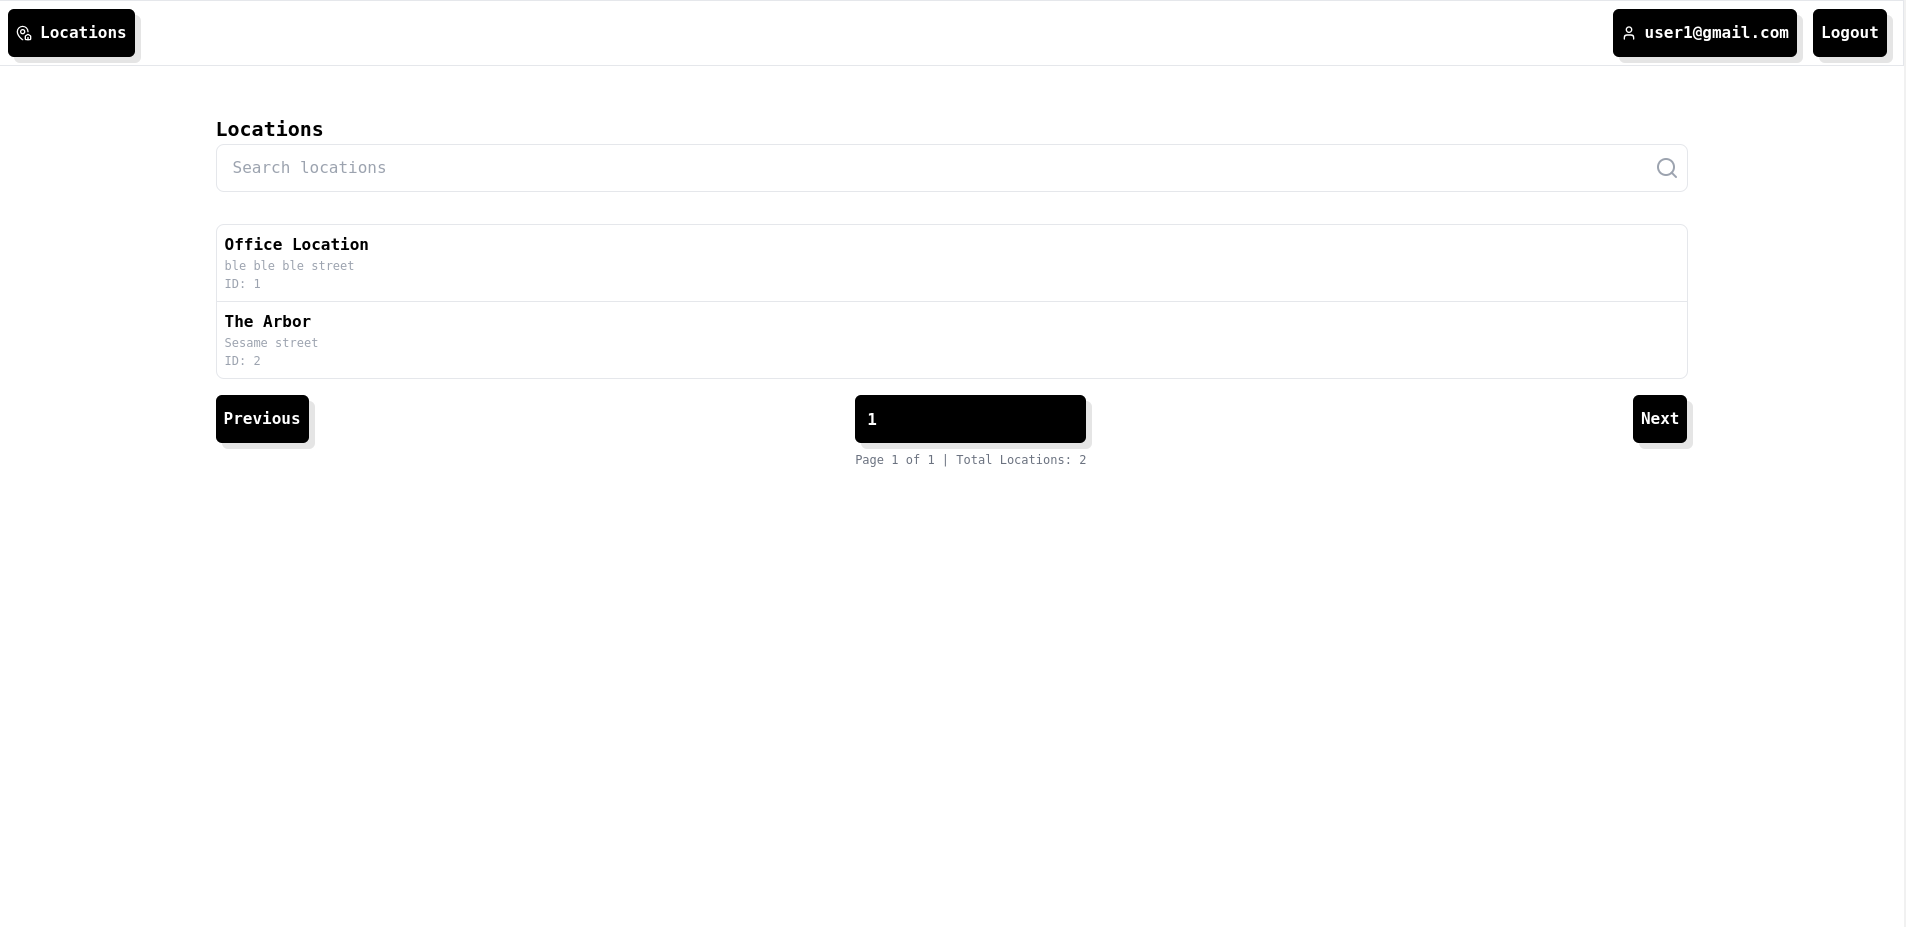 Locations
user1@gmail.com
Logout
Locations
Search locations
Office Location
ble ble ble street
ID: 1
The Arbor
Sesame street
ID: 2
Previous
1
Next
Page 1 of 1 | Total Locations: 2